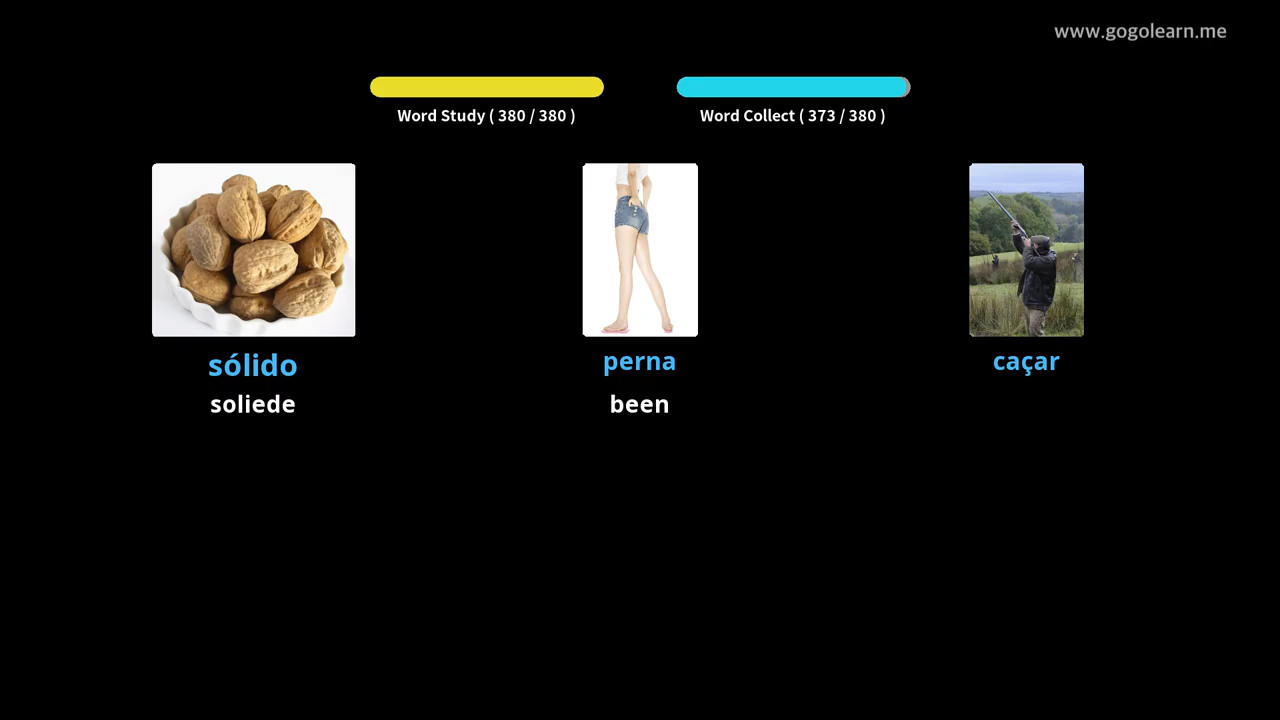 www.gogolearn.me
Word Study ( 380 / 380 )
Word Collect ( 373 / 380 )
sólido
soliede
perna
been
caçar